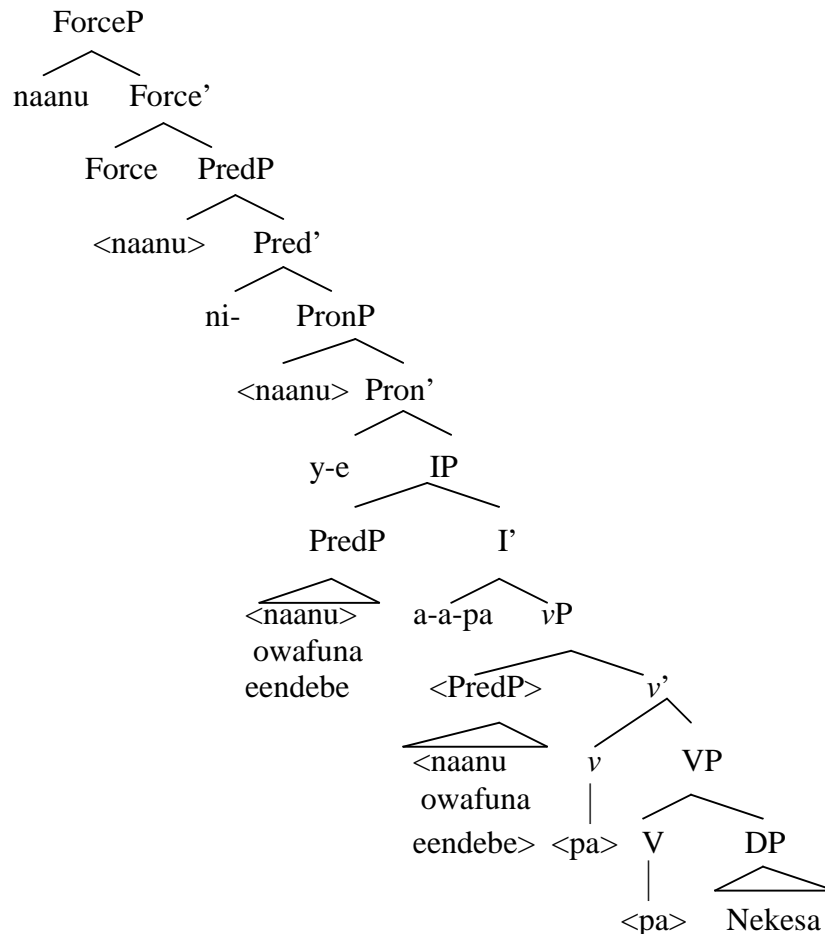 ForceP
naanu Force’
Force PredP
<naanu> Pred’
ni- PronP
<naanu> Pron’
y-e IP
PredP I’
<naanu> a-a-pa vP
owafuna
eendebe <PredP> v’
<naanu v VP
owafuna
eendebe> <pa> V DP
<pa> Nekesa